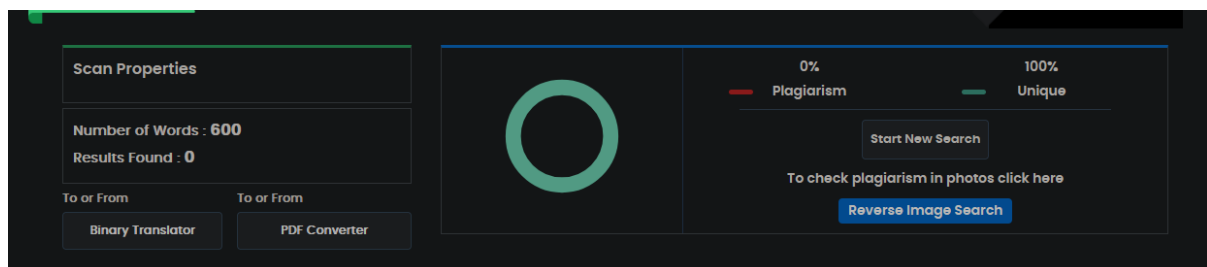 Scan Properties
Number of Words : 600
Results Found : 0
To or From
To or From
Binary Translator
PDF Converter
0%
100%
Plagiarism
Unique
Start New Search
To check plagiarism in photos click here
Reverse Image Search